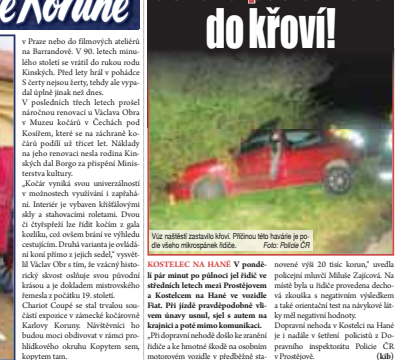 do křoví!
v Praze nebo do filmových ateliérů
na Barrandově. V 90. letech minu-
lého století se vrátil do rukou rodu
Kinských. Před lety hrál v pohádce
S čerty nejsou žerty, tehdy ale vypa-
dal úplně jinak než dnes.
V posledních třech letech prošel
náročnou renovací u Václava Obra
v Muzeu kočárů v Čechách pod
Kosířem, které se na záchraně ko-
čárů podílí už třicet let. Náklady
na jeho renovaci nesla rodina Kin-
ských dal Borgo za přispění Minis-
terstva kultury.
„Kočár vyniká svou univerzálností
v možnostech využívání i zapřahá-
ní. Interiér je vybaven křišťálovými
skly a stahovacími roletami. Dvou
či čtyřspřeží lze řídit kočím z gala
kozlíku, což ovšem brání ve výhledu
cestujícím. Druhá varianta je ovládá-
ní koní přímo z jejich sedel,“ vysvět-
lil Václav Obr s tím, že vzácný histo-
rický skvost oslňuje svou původní
krásou a je dokladem mistrovského
řemesla z počátku 19. století.
Chariot Coupé se stal trvalou sou-
částí expozice v zámecké kočárovně
Karlovy Koruny. Návštěvníci ho
budou moci obdivovat v rámci pro-
hlídkového okruhu Kopytem sem,
kopytem tam.
Vůz naštěstí zastavilo křoví. Příčinou této havárie je po-
dle všeho mikrospánek řidiče. Foto: Policie ČR
KOSTELEC NA HANÉ V pondě-
lí pár minut po půlnoci jel řidič ve
středních letech mezi Prostějovem
a Kostelcem na Hané ve vozidle
Fiat. Při jízdě pravděpodobně vli-
vem únavy usnul, sjel s autem na
krajnici a poté mimo komunikaci.
„Při dopravní nehodě došlo ke zranění
řidiče a ke hmotné škodě na osobním
motorovém vozidle v předběžné sta-
novené výši 20 tisíc korun,“ uvedla
policejní mluvčí Miluše Zajícová. Na
místě byla u řidiče provedena decho-
vá zkouška s negativním výsledkem
a také orientační test na návykové lát-
ky měl negativní hodnotu.
Dopravní nehoda v Kostelci na Hané
je i nadále v šetření policistů z Do-
pravního inspektorátu Policie ČR
v Prostějově. (kib)